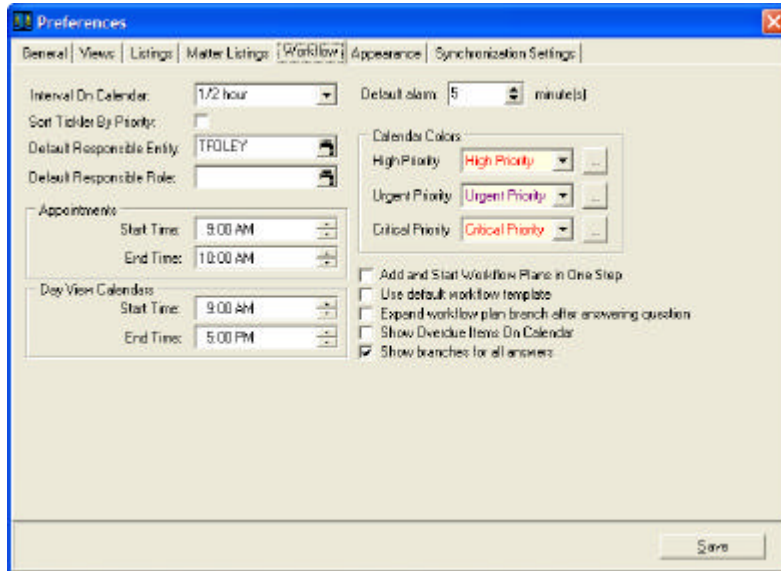 Preferences
General Views Listings Matter Listings Workflow Appearance Synchronization Settings
Interval On Calendar: 1/2 hour
Sort Tickler By Priority:
Default Responsible Entity: TFOLEY
Default Responsible Role:
Appointments
Start Time: 9:00 AM
End Time: 10:00 AM
Day View Calendars
Start Time: 9:00 AM
End Time: 5:00 PM
Default alarm: 5 minute(s)
Calendar Colors
High Priority High Priority ...
Urgent Priority Urgent Priority ...
Critical Priority Critical Priority ...
Add and Start Workflow Plans in One Step
Use default workflow template
Expand workflow plan branch after answering question
Show Overdue Items On Calendar
Show branches for all answers
Save